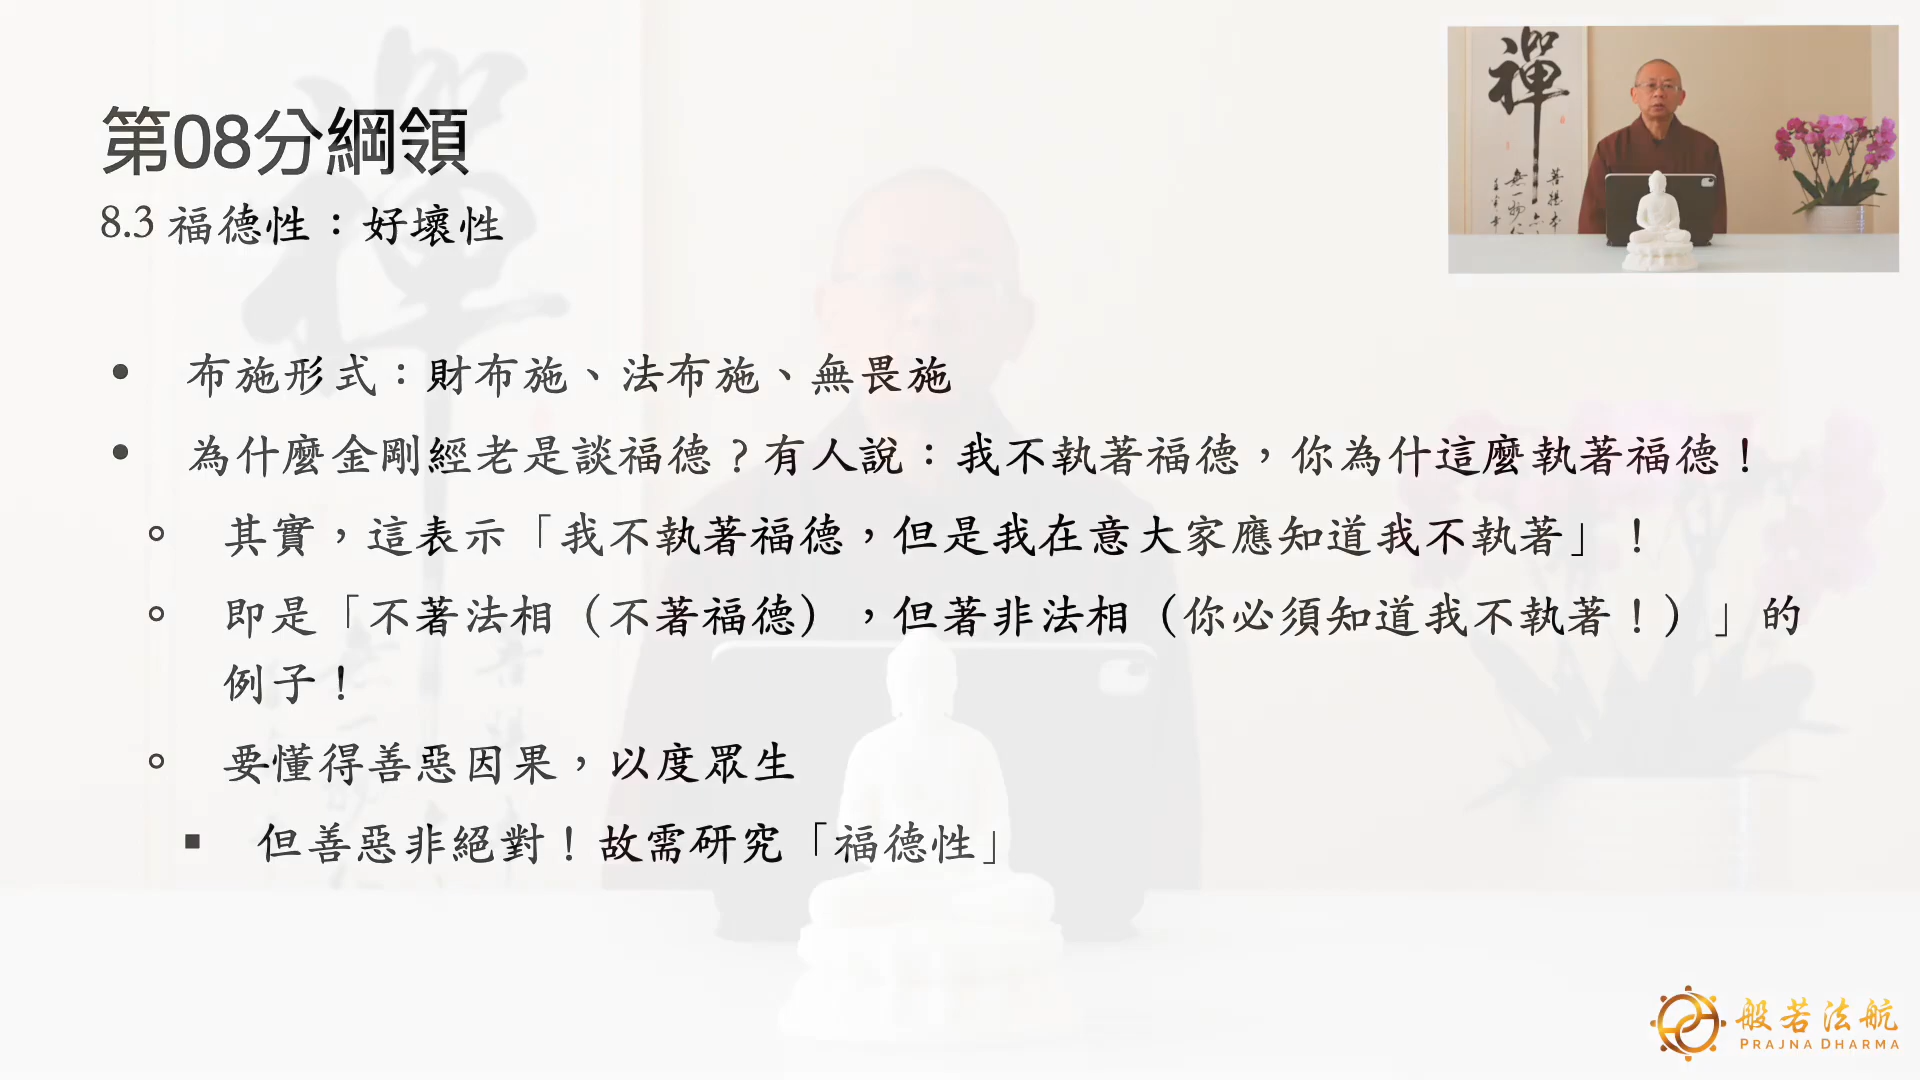 第08分綱領
8.3 福德性：好壞性
• 布施形式：財布施、法布施、無畏施
• 為什麼金剛經老是談福德？有人說：我不執著福德，你為什這麼執著福德！
◦ 其實，這表示「我不執著福德，但是我在意大家應知道我不執著」！
◦ 即是「不著法相（不著福德），但著非法相（你必須知道我不執著！）」的
例子！
◦ 要懂得善惡因果，以度眾生
▪ 但善惡非絕對！故需研究「福德性」
禪
般若法航
PRAJNA DHARMA